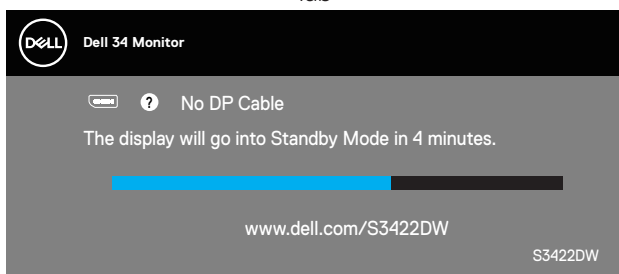 DELL
Dell 34 Monitor
? No DP Cable
The display will go into Standby Mode in 4 minutes.
www.dell.com/S3422DW
S3422DW